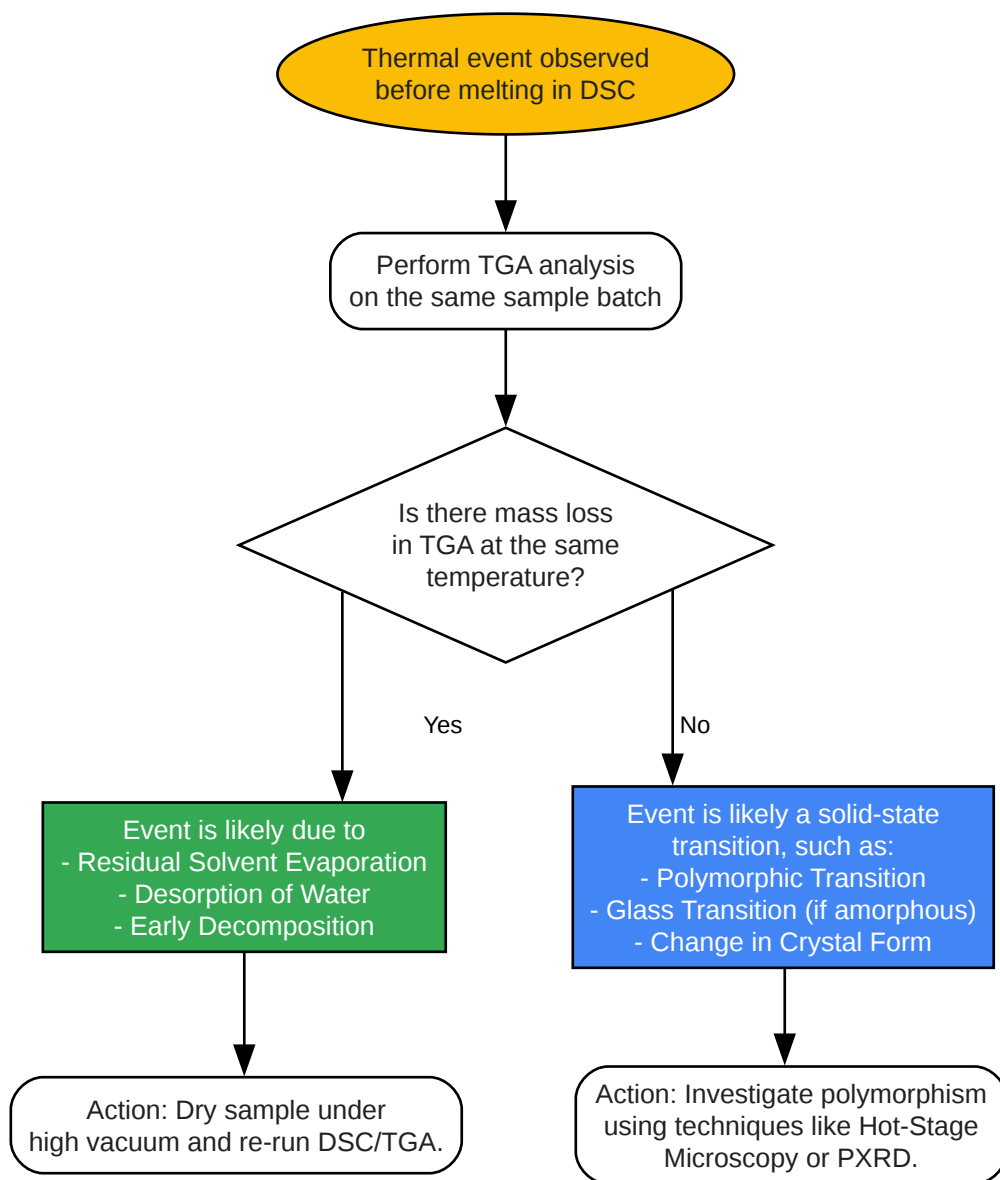 Thermal event observed
before melting in DSC
Perform TGA analysis
on the same sample batch
Is there mass loss
in TGA at the same
temperature?
Yes
No
Event is likely due to
- Residual Solvent Evaporation
- Desorption of Water
- Early Decomposition
Event is likely a solid-state
transition, such as:
- Polymorphic Transition
- Glass Transition (if amorphous)
- Change in Crystal Form
Action: Dry sample under
high vacuum and re-run DSC/TGA.
Action: Investigate polymorphism
using techniques like Hot-Stage
Microscopy or PXRD.